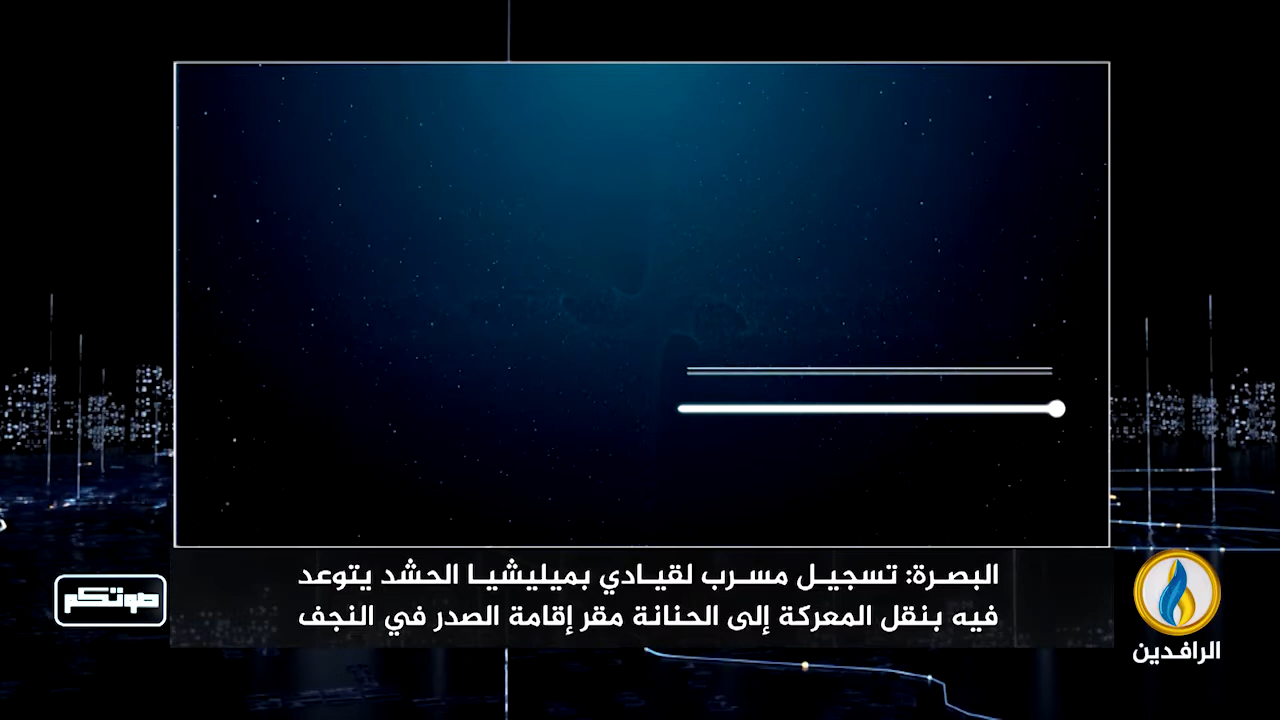 البصرة: تسجيل مسرب لقيادي بميليشيا الحشد يتوعد
فيه بنقل المعركة إلى الحنانة مقر إقامة الصدر في النجف
صوتكم
الرافدين